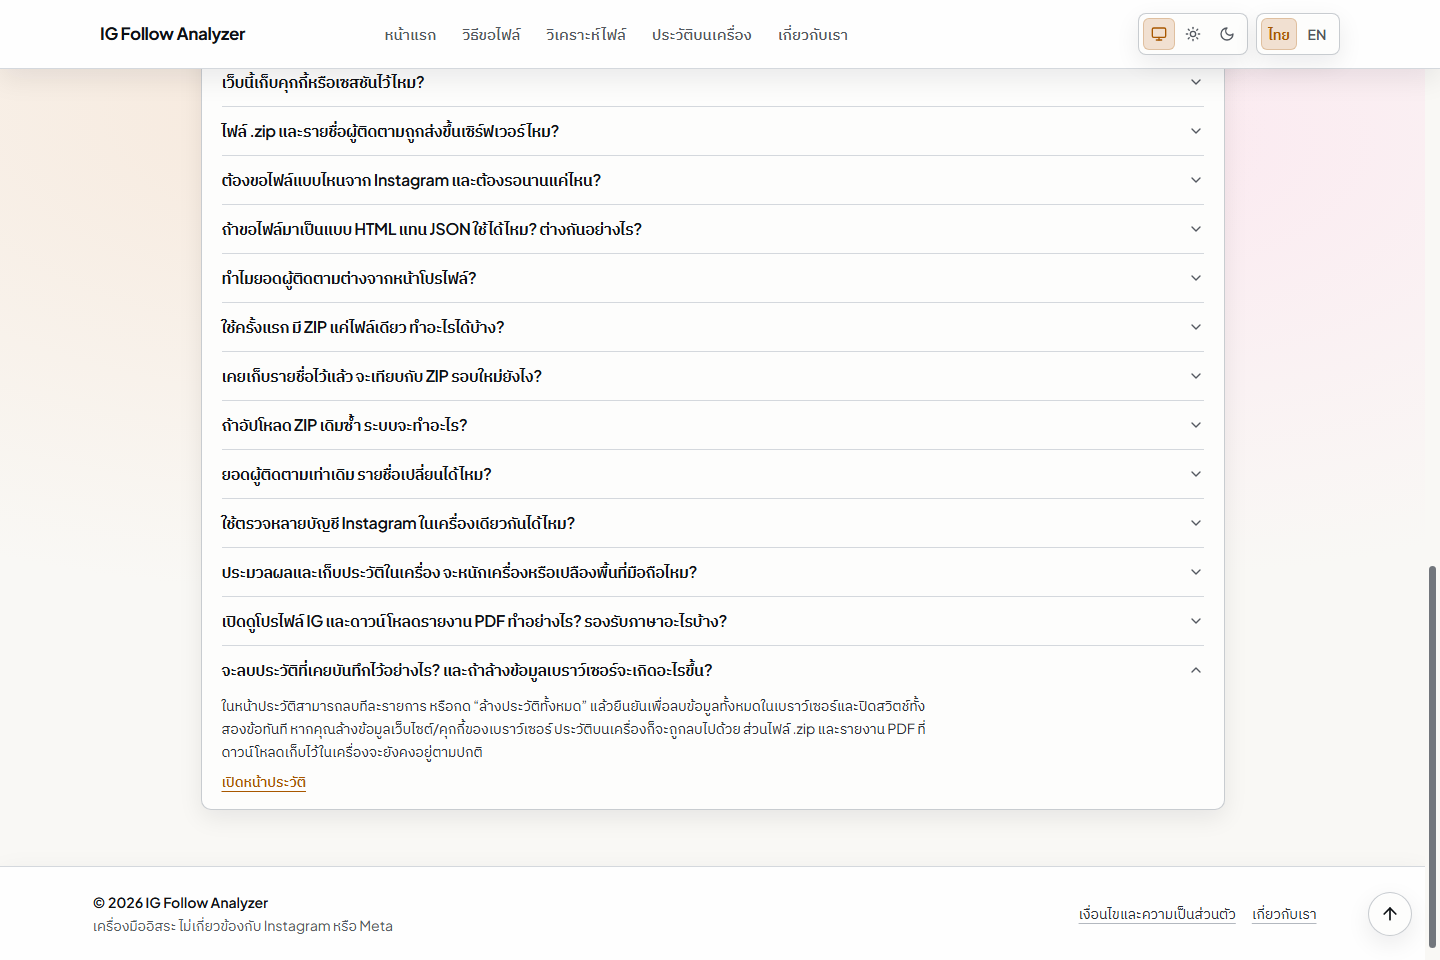 IG Follow Analyzer
หน้าแรก
วิธีขอไฟล์
วิเคราะห์ไฟล์
ประวัติบนเครื่อง
เกี่ยวกับเรา
ไทย
EN
เว็บนี้เก็บคุกกี้หรือเซสชันไว้ไหม?
ไฟล์ .zip และรายชื่อผู้ติดตามถูกส่งขึ้นเซิร์ฟเวอร์ไหม?
ต้องขอไฟล์แบบไหนจาก Instagram และต้องรอนานแค่ไหน?
ถ้าขอไฟล์มาเป็นแบบ HTML แทน JSON ใช้ได้ไหม? ต่างกันอย่างไร?
ทำไมยอดผู้ติดตามต่างจากหน้าโปรไฟล์?
ใช้ครั้งแรก มี ZIP แค่ไฟล์เดียว ทำอะไรได้บ้าง?
เคยเก็บรายชื่อไว้แล้ว จะเทียบกับ ZIP รอบใหม่ยังไง?
ถ้าอัปโหลด ZIP เดิมซ้ำ ระบบจะทำอะไร?
ยอดผู้ติดตามเท่าเดิม รายชื่อเปลี่ยนได้ไหม?
ใช้ตรวจหลายบัญชี Instagram ในเครื่องเดียวกันได้ไหม?
ประมวลผลและเก็บประวัติในเครื่อง จะหนักเครื่องหรือเปลืองพื้นที่มือถือไหม?
เปิดดูโปรไฟล์ IG และดาวน์โหลดรายงาน PDF ทำอย่างไร? รองรับภาษาอะไรบ้าง?
จะลบประวัติที่เคยบันทึกไว้อย่างไร? และถ้าล้างข้อมูลเบราว์เซอร์จะเกิดอะไรขึ้น?
ในหน้าประวัติสามารถลบทีละรายการ หรือกด “ล้างประวัติทั้งหมด” แล้วยืนยันเพื่อลบข้อมูลทั้งหมดในเบราว์เซอร์และปิดสวิตช์ทั้ง
สองข้อทันที หากคุณล้างข้อมูลเว็บไซต์/คุกกี้ของเบราว์เซอร์ ประวัติบนเครื่องก็จะถูกลบไปด้วย ส่วนไฟล์ .zip และรายงาน PDF ที่
ดาวน์โหลดเก็บไว้ในเครื่องจะยังคงอยู่ตามปกติ
เปิดหน้าประวัติ
© 2026 IG Follow Analyzer
เครื่องมืออิสระ ไม่เกี่ยวข้องกับ Instagram หรือ Meta
เงื่อนไขและความเป็นส่วนตัว
เกี่ยวกับเรา